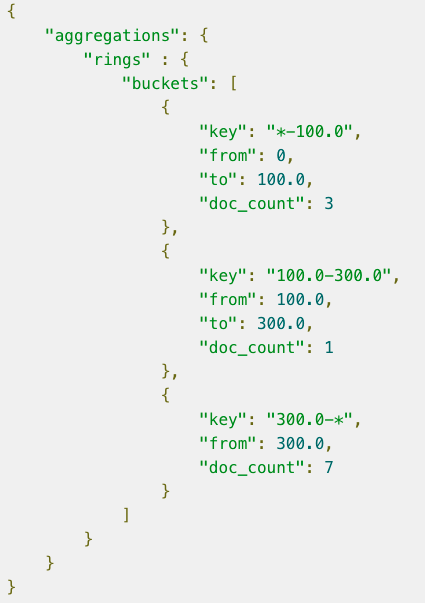 {
    "aggregations": {
        "rings" : {
            "buckets": [
                {
                    "key": "*-100.0",
                    "from": 0,
                    "to": 100.0,
                    "doc_count": 3
                },
                {
                    "key": "100.0-300.0",
                    "from": 100.0,
                    "to": 300.0,
                    "doc_count": 1
                },
                {
                    "key": "300.0-*",
                    "from": 300.0,
                    "doc_count": 7
                }
            ]
        }
    }
}